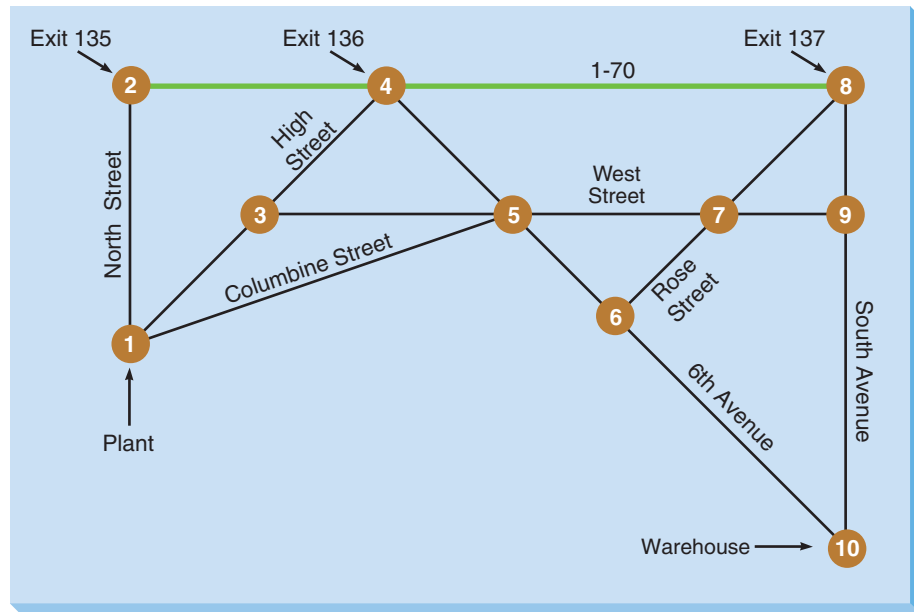 Exit 135
Exit 136
Exit 137
1-70
2
4
8
High
Street
North Street
West
Street
3
5
7
9
Columbine Street
Rose
Street
6
1
South Avenue
6th Avenue
Plant
Warehouse
10